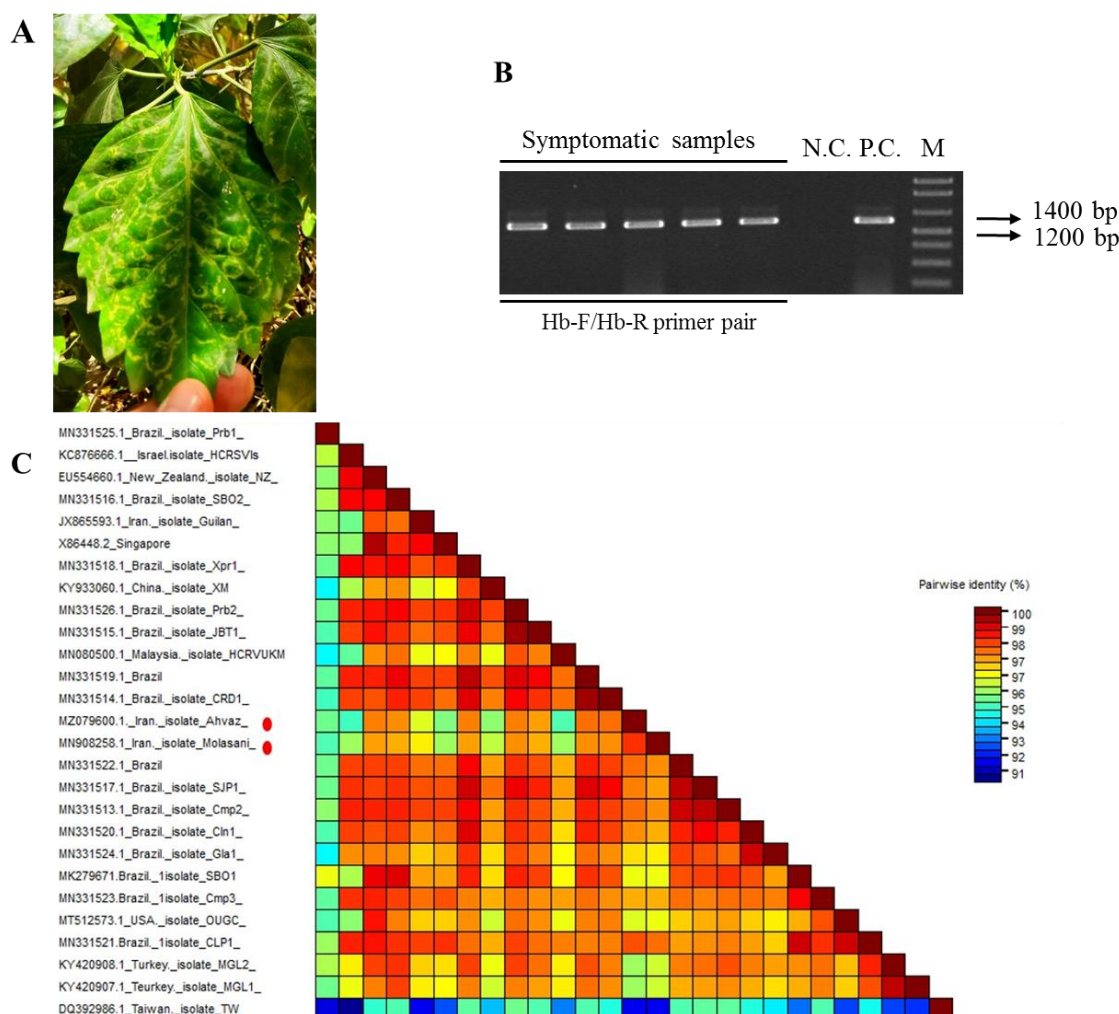 A
B
Symptomatic samples
N.C. P.C. M
1400 bp
1200 bp
Hb-F/Hb-R primer pair
C
MN331525.1_Brazil._isolate_Prb1_
KC876666.1__Israel.isolate_HCRSVIs
EU554660.1_New_Zealand._isolate_NZ_
MN331516.1_Brazil._isolate_SBO2_
JX865593.1_Iran._isolate_Guilan_
X86448.2_Singapore
MN331518.1_Brazil._isolate_Xpr1_
KY933060.1_China._isolate_XM
MN331526.1_Brazil._isolate_Prb2_
MN331515.1_Brazil._isolate_JBT1_
MN080500.1_Malaysia._isolate_HCRVUKM
MN331519.1_Brazil
MN331514.1_Brazil._isolate_CRD1_
MZ079600.1._Iran._isolate_Ahvaz_
MN908258.1_Iran._isolate_Molasani_
MN331522.1_Brazil
MN331517.1_Brazil._isolate_SJP1_
MN331513.1_Brazil._isolate_Cmp2_
MN331520.1_Brazil._isolate_Cln1_
MN331524.1_Brazil._isolate_Gla1_
MK279671.Brazil._1isolate_SBO1
MN331523.Brazil._1isolate_Cmp3_
MT512573.1_USA._isolate_OUGC_
MN331521.Brazil._1isolate_CLP1_
KY420908.1_Turkey._isolate_MGL2_
KY420907.1_Teurkey._isolate_MGL1_
DQ392986.1_Taiwan._isolate_TW
Pairwise identity (%)
100
99
98
97
96
95
94
93
92
91